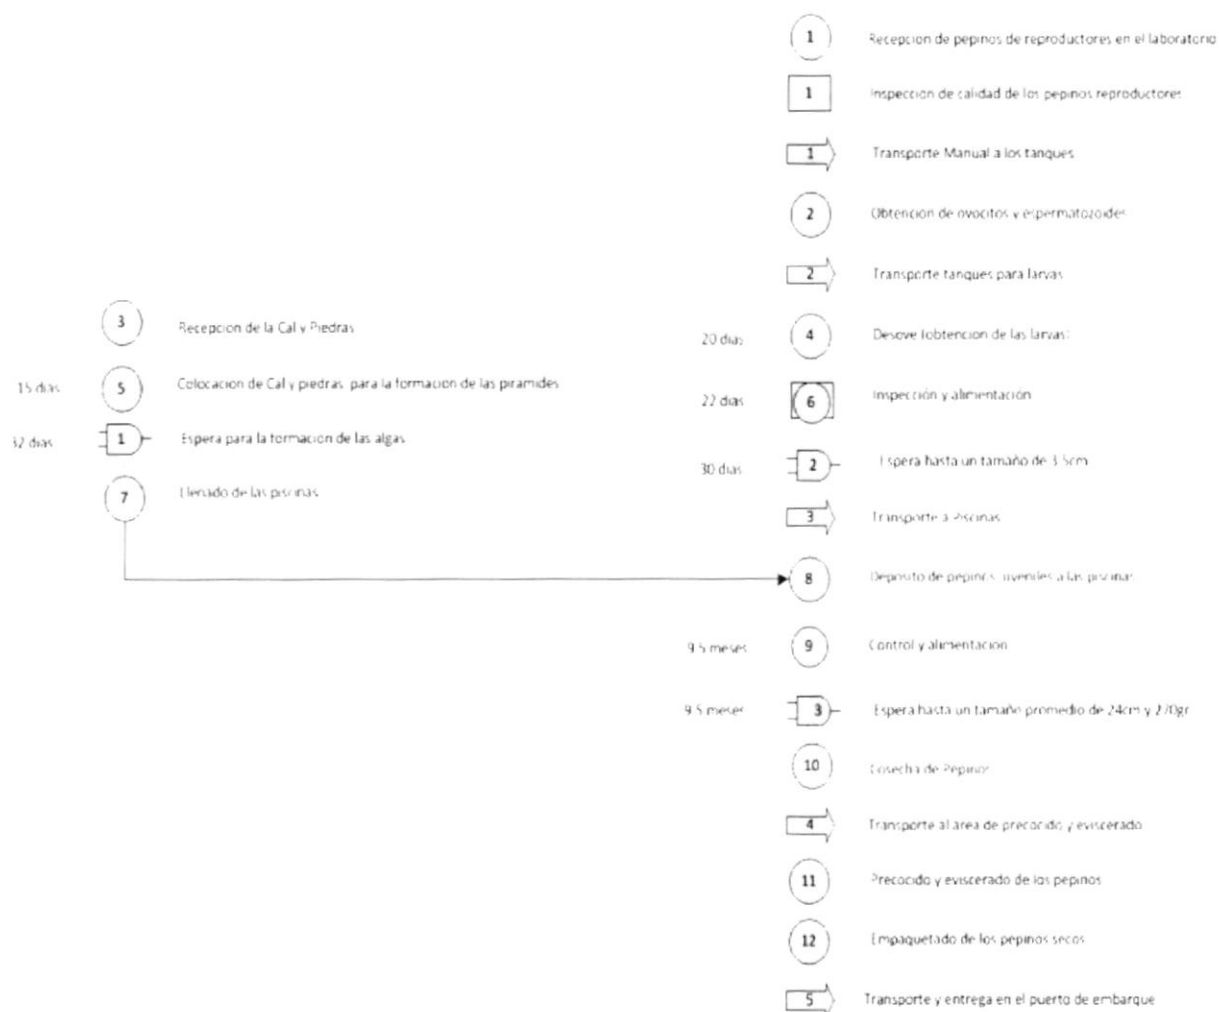 1 Recepcion de pepinos de reproductores en el laboratorio
1 Inspeccion de calidad de los pepinos reproductores
1 Transporte Manual a los tanques
2 Obtencion de ovocitos y espermatozoides
2 Transporte tanques para larvas
3 Recepcion de la Cal y Piedras
20 dias 4 Desove (obtencion de las larvas)
15 dias 5 Colocacion de Cal y piedras para la formacion de las piramides
22 dias 6 Inspección y alimentación
32 dias 1 Espera para la formacion de las algas
30 dias 2 Espera hasta un tamaño de 3.5cm
7 Llenado de las piscinas
3 Transporte a Piscinas
8 Deposito de pepinos juveniles a las piscinas
9.5 meses 9 Control y alimentacion
9.5 meses 3 Espera hasta un tamaño promedio de 24cm y 270gr
10 Cosecha de Pepinos
4 Transporte al area de precocido y eviscerado
11 Precocido y eviscerado de los pepinos
12 Empaquetado de los pepinos secos
5 Transporte y entrega en el puerto de embarque